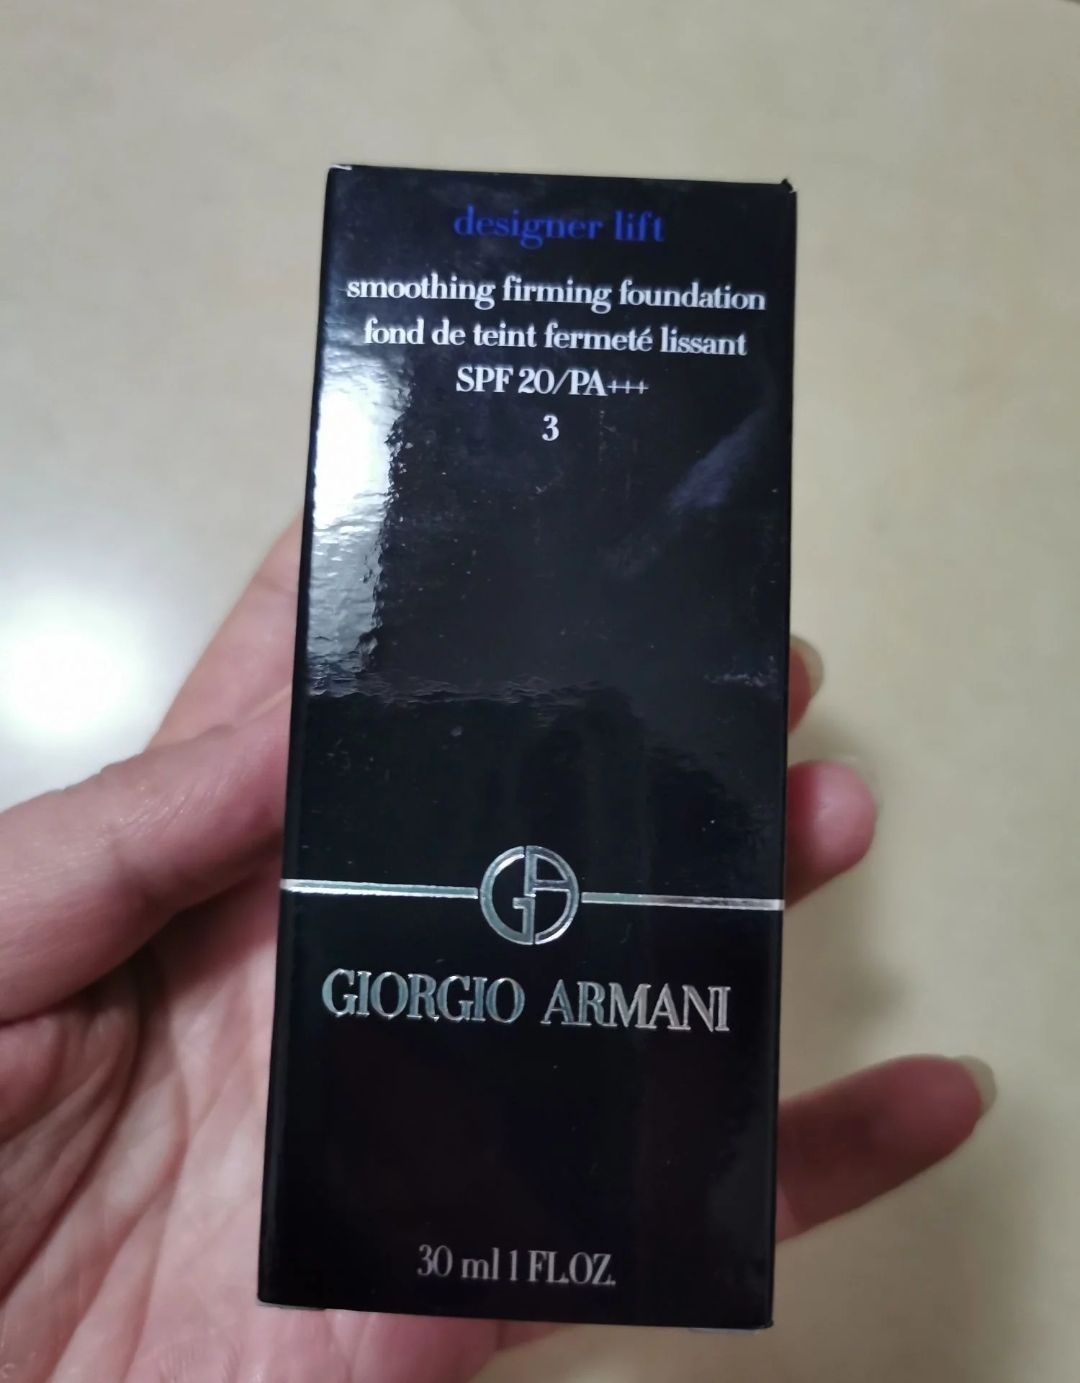 designer lift
smoothing firming foundation
fond de teint fermeté lissant
SPF 20/PA+++
3
GA
GIORGIO ARMANI
30 ml 1 FL.OZ.